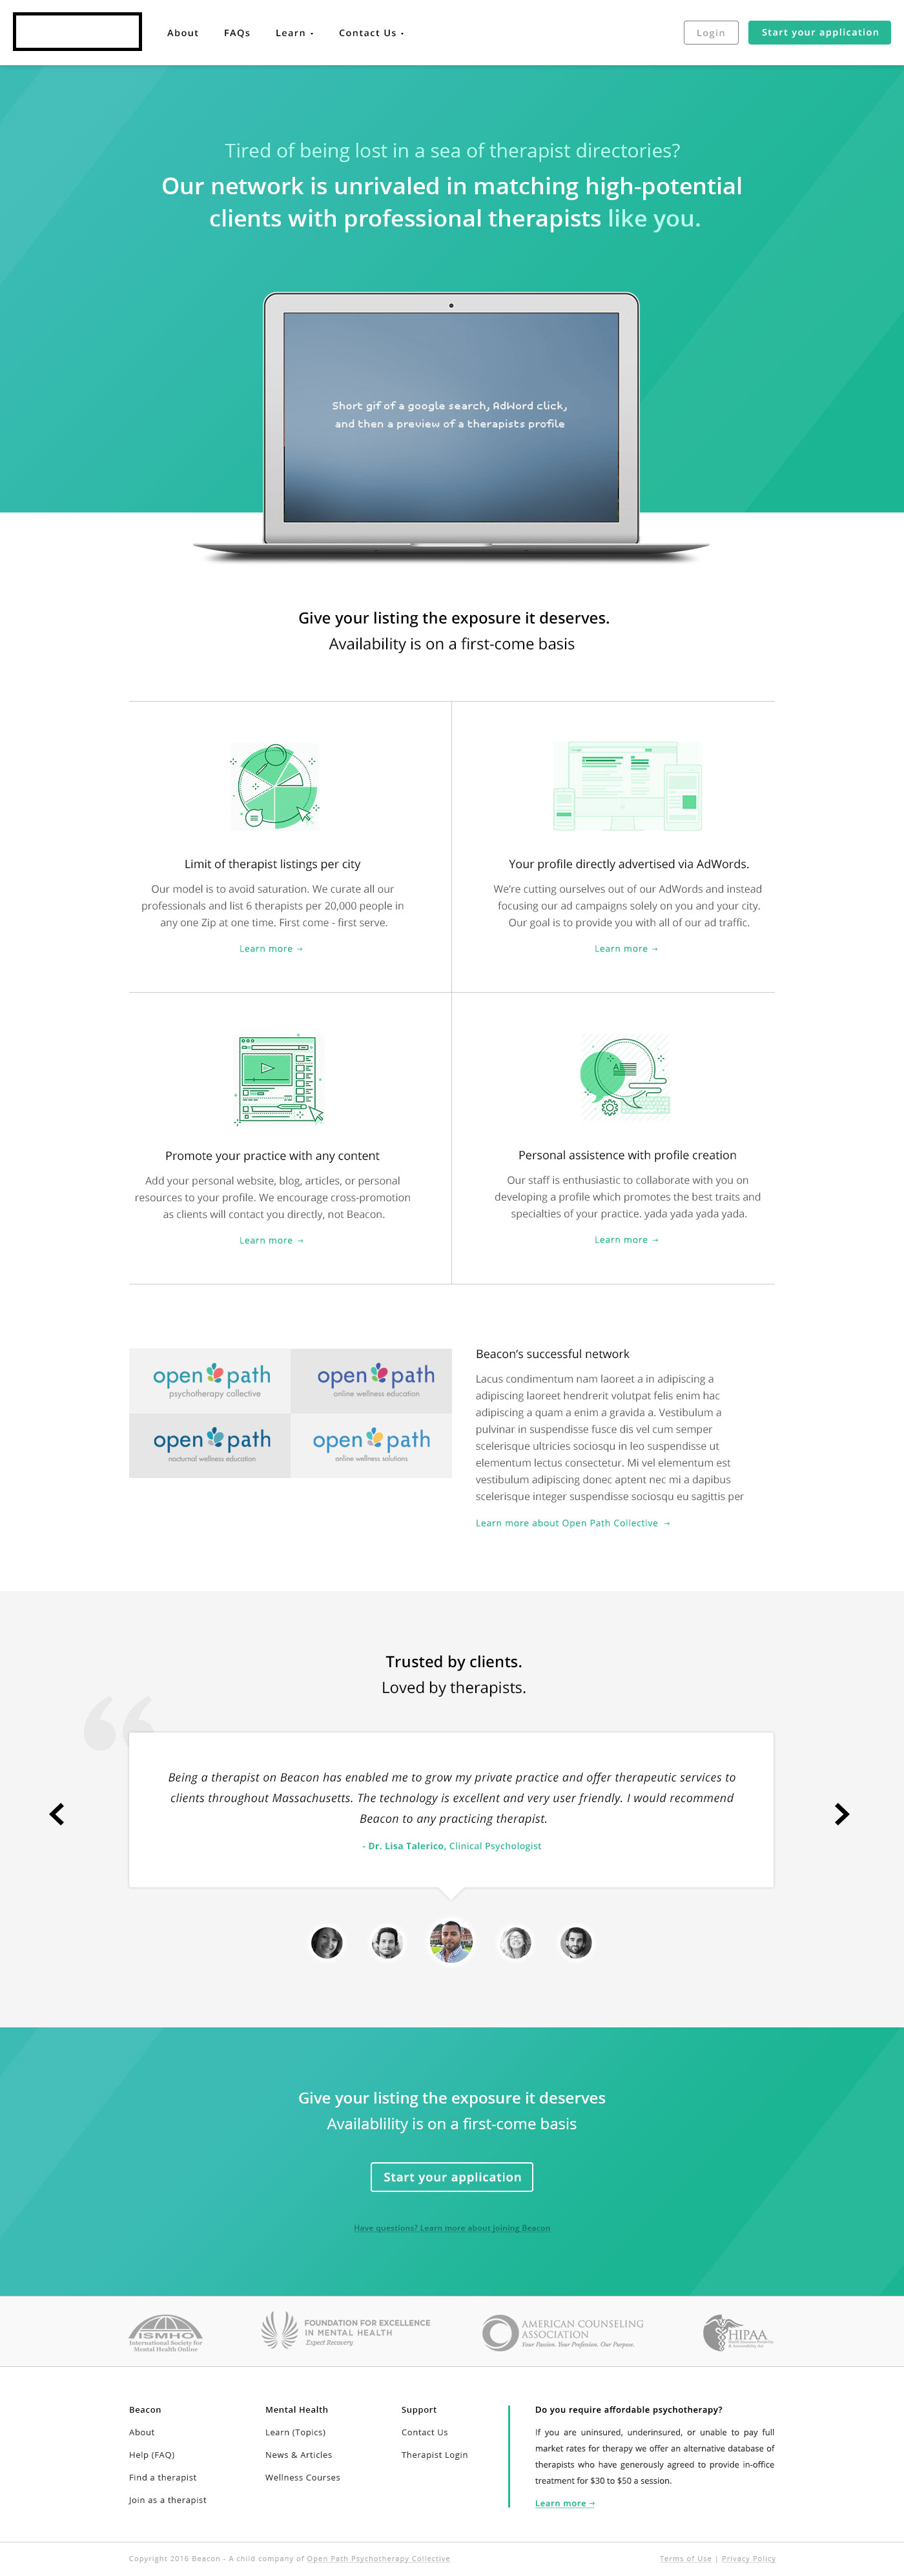 About FAQs Learn Contact Us Login Start your application
Tired of being lost in a sea of therapist directories?
Our network is unrivaled in matching high-potential
clients with professional therapists like you.
Short gif of a google search, AdWord click,
and then a preview of a therapists profile
Give your listing the exposure it deserves.
Availability is on a first-come basis
Limit of therapist listings per city
Our model is to avoid saturation. We curate all our
professionals and list 6 therapists per 20,000 people in
any one Zip at one time. First come - first serve.
Learn more →
Your profile directly advertised via AdWords.
We're cutting ourselves out of our AdWords and instead
focusing our ad campaigns solely on you and your city.
Our goal is to provide you with all of our ad traffic.
Learn more →
Promote your practice with any content
Add your personal website, blog, articles, or personal
resources to your profile. We encourage cross-promotion
as clients will contact you directly, not Beacon.
Learn more →
Personal assistence with profile creation
Our staff is enthusiastic to collaborate with you on
developing a profile which promotes the best traits and
specialties of your practice. yada yada yada yada.
Learn more →
open path
psychotherapy collective
open path
online wellness education
open path
nocturnal wellness education
open path
online wellness solutions
Beacon's successful network
Lacus condimentum nam laoreet a in adipiscing a
adipiscing laoreet hendrerit volutpat felis enim hac
adipiscing a quam a enim a gravida a. Vestibulum a
pulvinar in suspendisse fusce dis vel cum semper
scelerisque ultricies sociosqu in leo suspendisse ut
elementum lectus consectetur. Mi vel elementum est
vestibulum adipiscing donec aptent nec mi a dapibus
scelerisque integer suspendisse sociosqu eu sagittis per
Learn more about Open Path Collective →
Trusted by clients.
Loved by therapists.
Being a therapist on Beacon has enabled me to grow my private practice and offer therapeutic services to
clients throughout Massachusetts. The technology is excellent and very user friendly. I would recommend
Beacon to any practicing therapist.
- Dr. Lisa Talerico, Clinical Psychologist
Give your listing the exposure it deserves
Availablility is on a first-come basis
Start your application
Have questions? Learn more about joining Beacon
ISMHO
International Society for
Mental Health Online
FOUNDATION FOR EXCELLENCE
IN MENTAL HEALTH
Expect Recovery
AMERICAN COUNSELING
ASSOCIATION
Your Passion. Your Profession. Our Purpose.
HIPAA
Beacon
About
Help (FAQ)
Find a therapist
Join as a therapist
Mental Health
Learn (Topics)
News & Articles
Wellness Courses
Support
Contact Us
Therapist Login
Do you require affordable psychotherapy?
If you are uninsured, underinsured, or unable to pay full
market rates for therapy we offer an alternative database of
therapists who have generously agreed to provide in-office
treatment for $30 to $50 a session.
Learn more →
Copyright 2016 Beacon - A child company of Open Path Psychotherapy Collective
Terms of Use | Privacy Policy